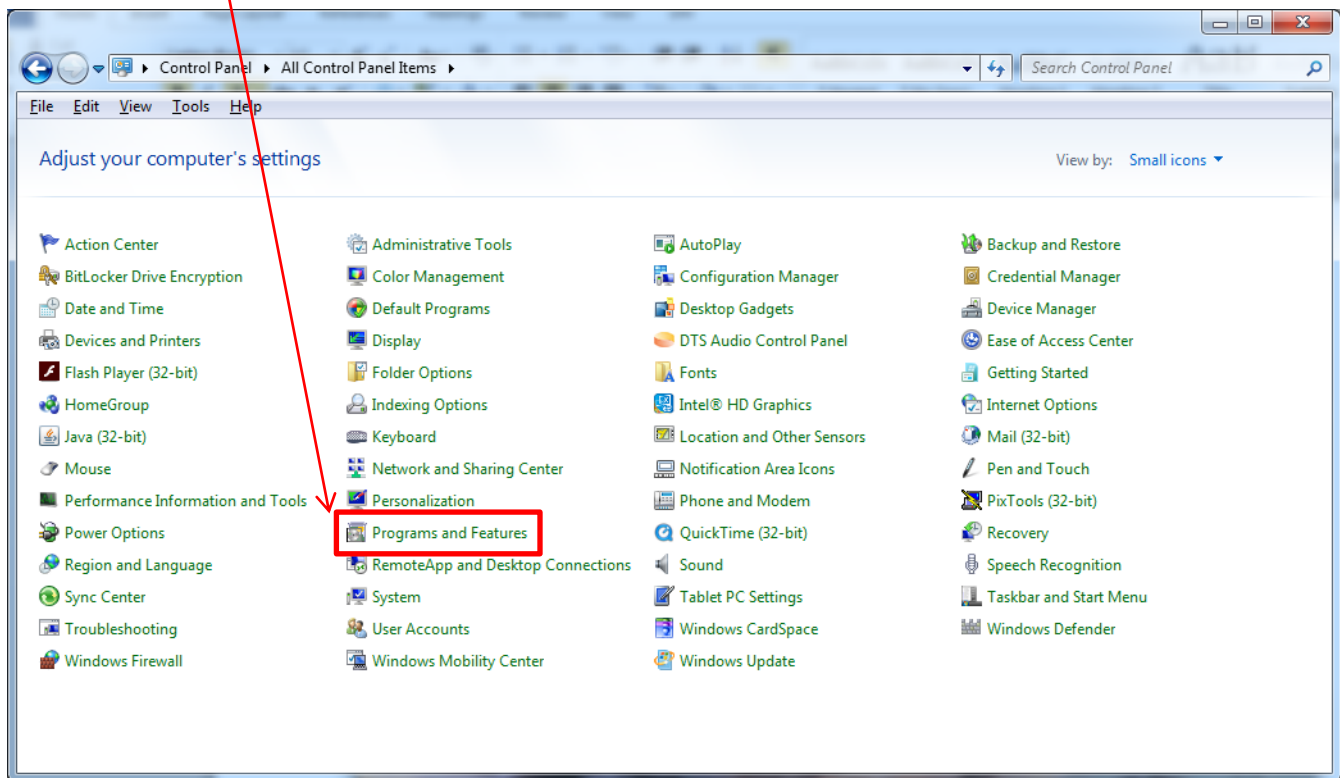 Control Panel All Control Panel Items Search Control Panel
File Edit View Tools Help
Adjust your computer's settings View by: Small icons
Action Center Administrative Tools AutoPlay Backup and Restore
BitLocker Drive Encryption Color Management Configuration Manager Credential Manager
Date and Time Default Programs Desktop Gadgets Device Manager
Devices and Printers Display DTS Audio Control Panel Ease of Access Center
Flash Player (32-bit) Folder Options Fonts Getting Started
HomeGroup Indexing Options Intel® HD Graphics Internet Options
Java (32-bit) Keyboard Location and Other Sensors Mail (32-bit)
Mouse Network and Sharing Center Notification Area Icons Pen and Touch
Performance Information and Tools Personalization Phone and Modem PixTools (32-bit)
Power Options Programs and Features QuickTime (32-bit) Recovery
Region and Language RemoteApp and Desktop Connections Sound Speech Recognition
Sync Center System Tablet PC Settings Taskbar and Start Menu
Troubleshooting User Accounts Windows CardSpace Windows Defender
Windows Firewall Windows Mobility Center Windows Update